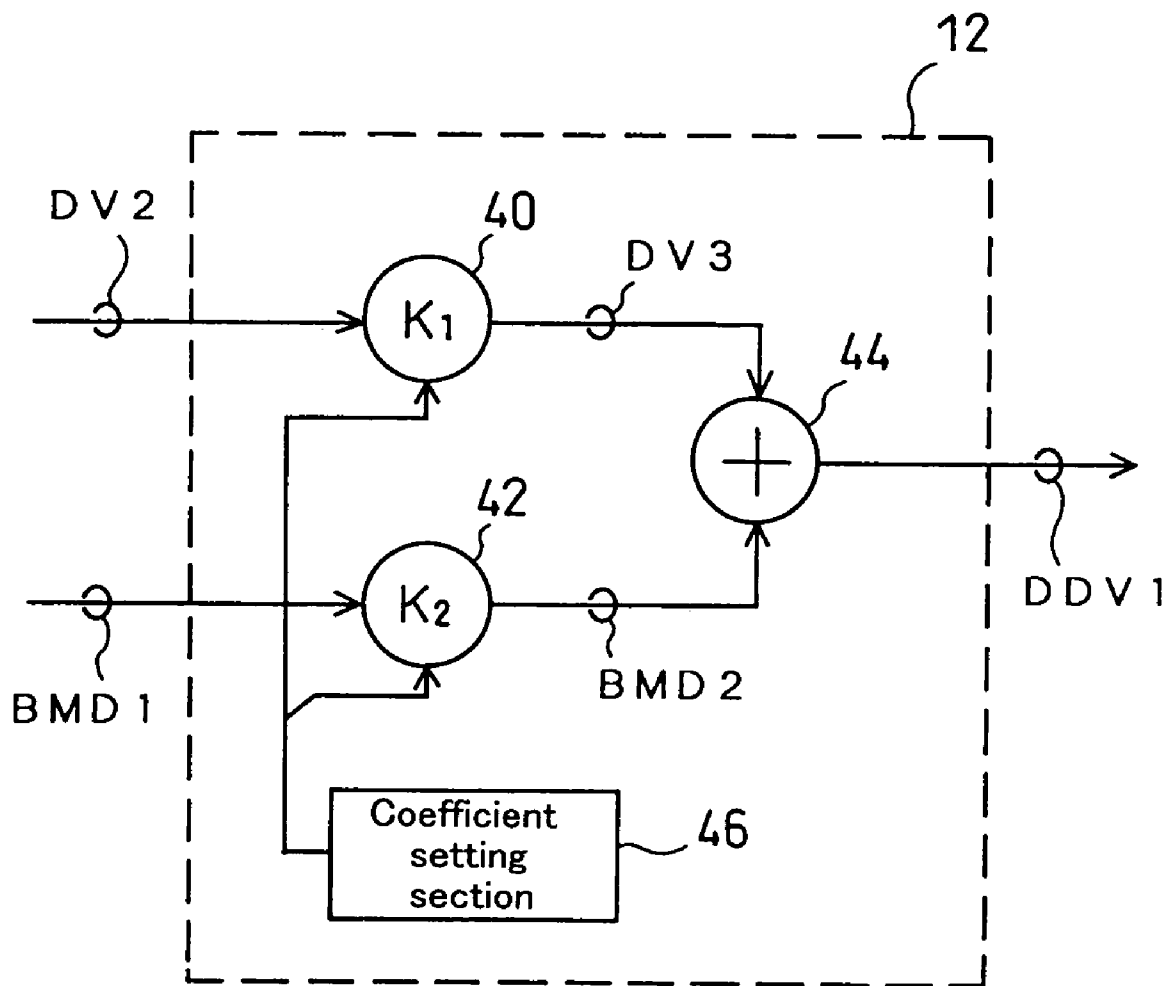 12
DV2
40
DV3
K1
44
42
K2
DDV1
BMD1
BMD2
Coefficient
setting
section
46